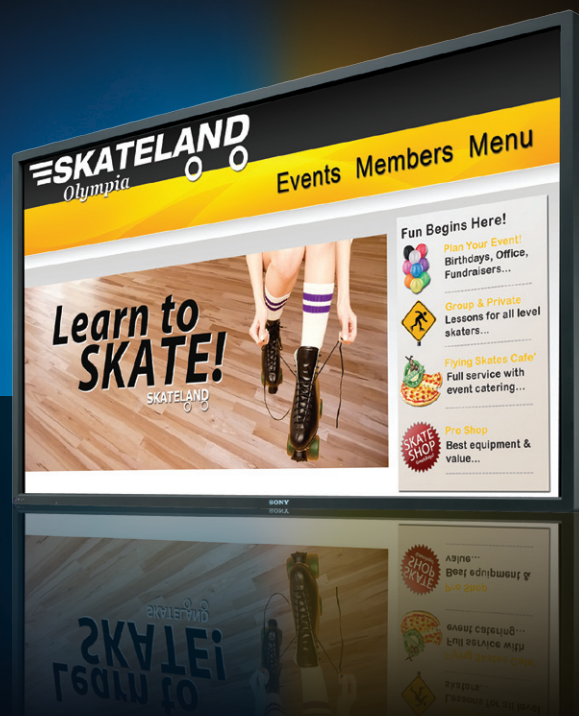 SKATELAND
Olympia
Events Members Menu
Learn to
SKATE!
SKATELAND
Fun Begins Here!
Plan Your Event!
Birthdays, Office,
Fundraisers...
Group & Private
Lessons for all level
skaters...
Flying Skates Cafe'
Full service with
event catering...
SKATE
SHOP
Pro Shop
Best equipment &
value...
SONY